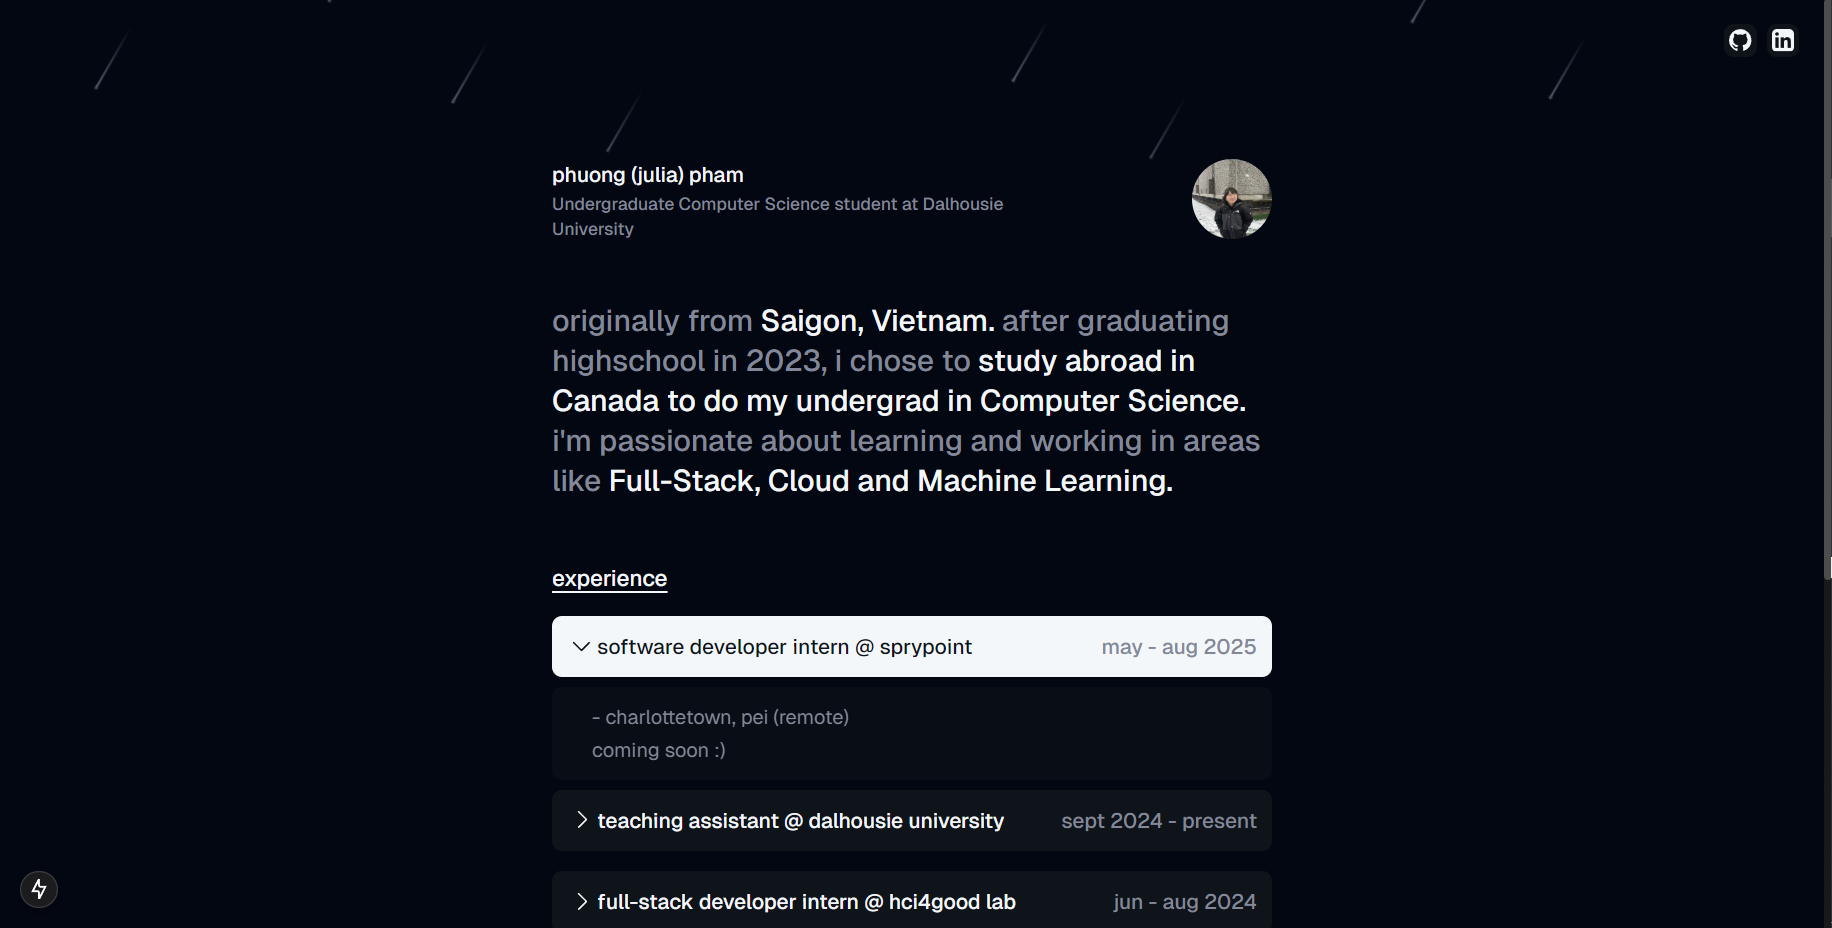 phuong (julia) pham
Undergraduate Computer Science student at Dalhousie
University
originally from Saigon, Vietnam. after graduating
highschool in 2023, i chose to study abroad in
Canada to do my undergrad in Computer Science.
i'm passionate about learning and working in areas
like Full-Stack, Cloud and Machine Learning.
experience
software developer intern @ sprypoint may - aug 2025
- charlottetown, pei (remote)
coming soon :)
teaching assistant @ dalhousie university sept 2024 - present
full-stack developer intern @ hci4good lab jun - aug 2024